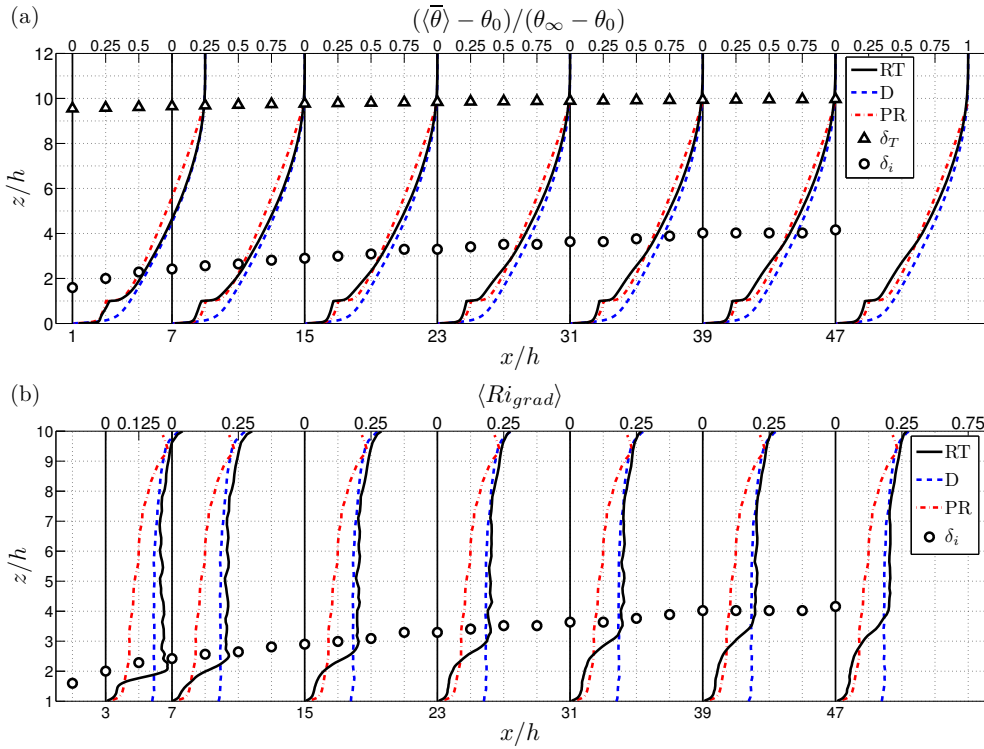 (a)
(⟨θ̅⟩ − θ₀)/(θ∞ − θ₀)
0 0.25 0.5 0 0.25 0.5 0.75 0 0.25 0.5 0.75 0 0.25 0.5 0.75 0 0.25 0.5 0.75 0 0.25 0.5 0.75 0 0.25 0.5 0.75 1
12
10
8
6
4
2
0
z/h
RT
D
PR
δ_T
δ_i
1 7 15 23 31 39 47
x/h
(b)
⟨Ri_grad⟩
0 0.125 0 0.25 0 0.25 0 0.25 0 0.25 0 0.25 0 0.25 0.75
10
9
8
7
6
5
4
3
2
1
z/h
RT
D
PR
δ_i
3 7 15 23 31 39 47
x/h